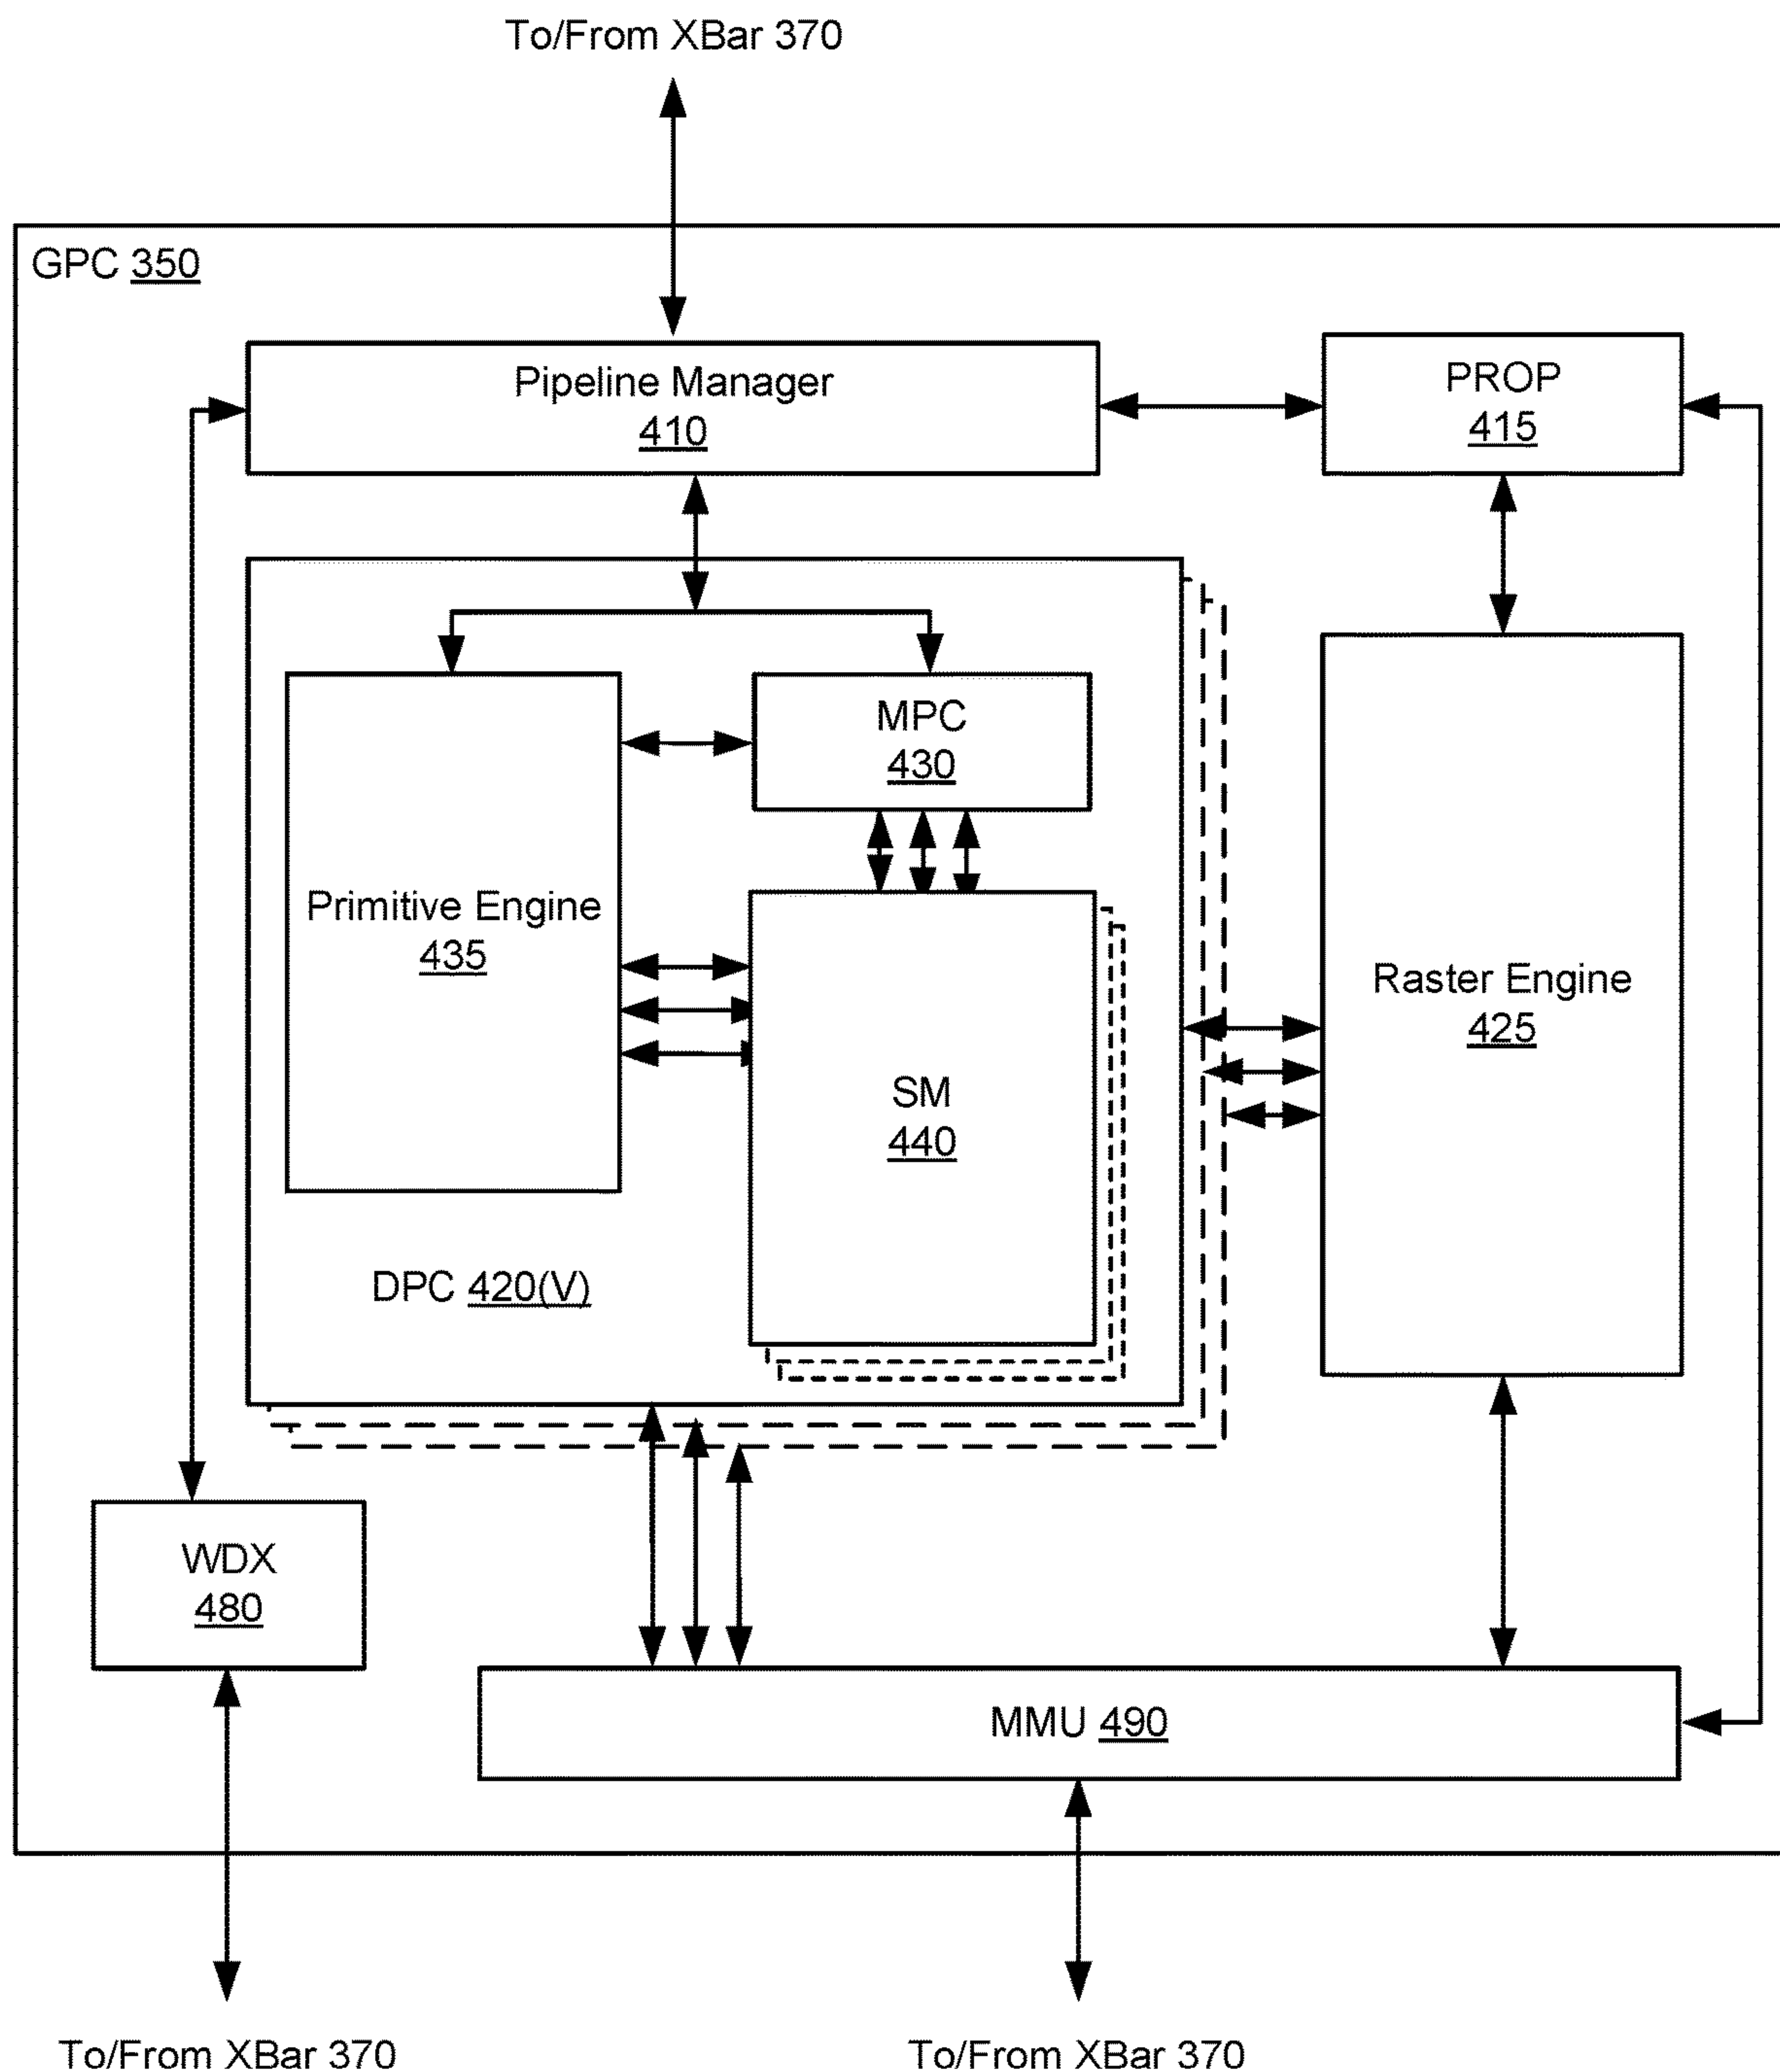 To/From XBar 370
GPC 350
Pipeline Manager
410
PROP
415
MPC
430
Primitive Engine
435
Raster Engine
425
SM
440
DPC 420(V)
WDX
480
MMU 490
To/From XBar 370
To/From XBar 370